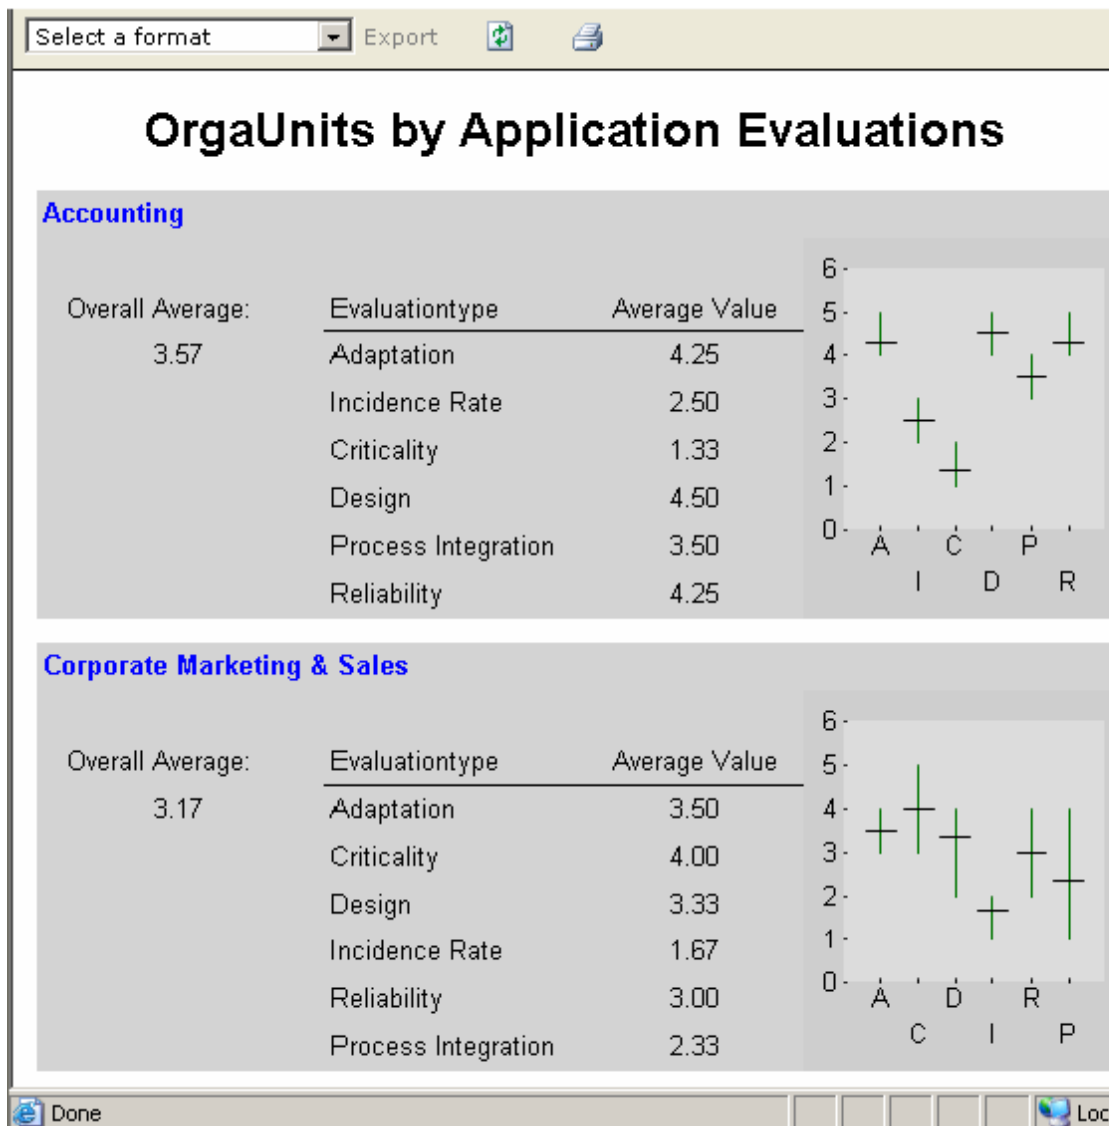 Select a format Export
OrgaUnits by Application Evaluations
Accounting
Overall Average: Evaluationtype Average Value
3.57 Adaptation 4.25
Incidence Rate 2.50
Criticality 1.33
Design 4.50
Process Integration 3.50
Reliability 4.25
6
5
4
3
2
1
0
A C P
I D R
Corporate Marketing & Sales
Overall Average: Evaluationtype Average Value
3.17 Adaptation 3.50
Criticality 4.00
Design 3.33
Incidence Rate 1.67
Reliability 3.00
Process Integration 2.33
6
5
4
3
2
1
0
A D R
C I P
Done Loc